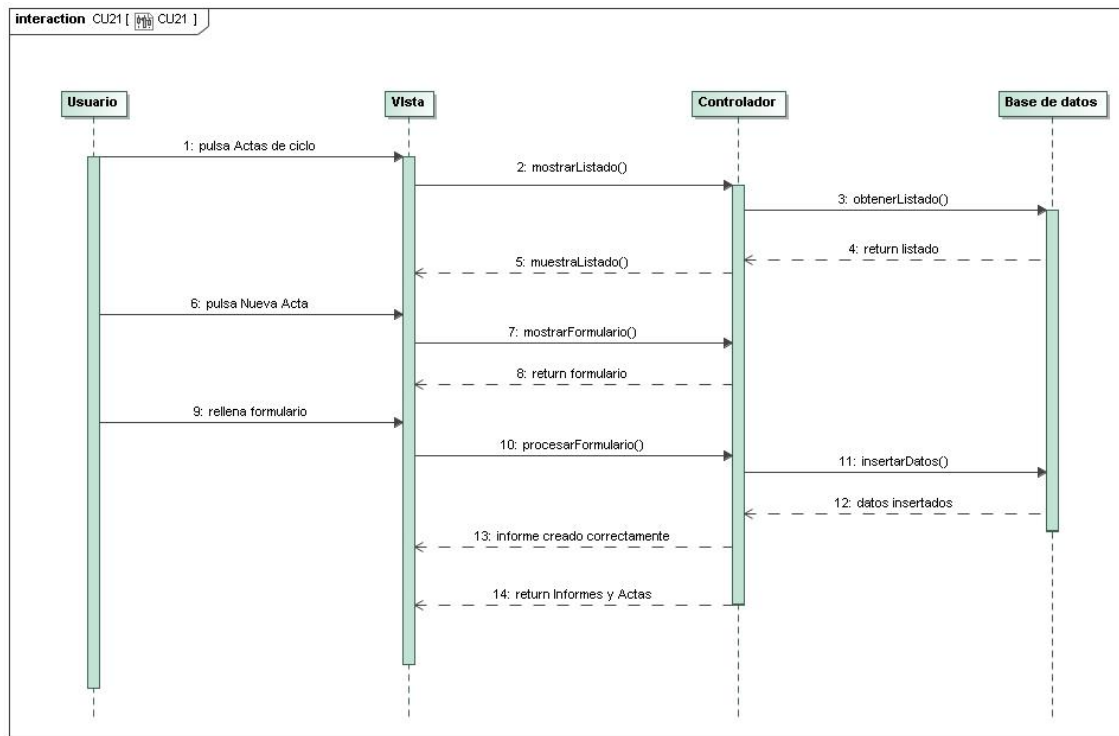 interaction CU21 [ CU21 ]
Usuario
VIsta
Controlador
Base de datos
1: pulsa Actas de ciclo
2: mostrarListado()
3: obtenerListado()
4: return listado
5: muestraListado()
6: pulsa Nueva Acta
7: mostrarFormulario()
8: return formulario
9: rellena formulario
10: procesarFormulario()
11: insertarDatos()
12: datos insertados
13: informe creado correctamente
14: return Informes y Actas